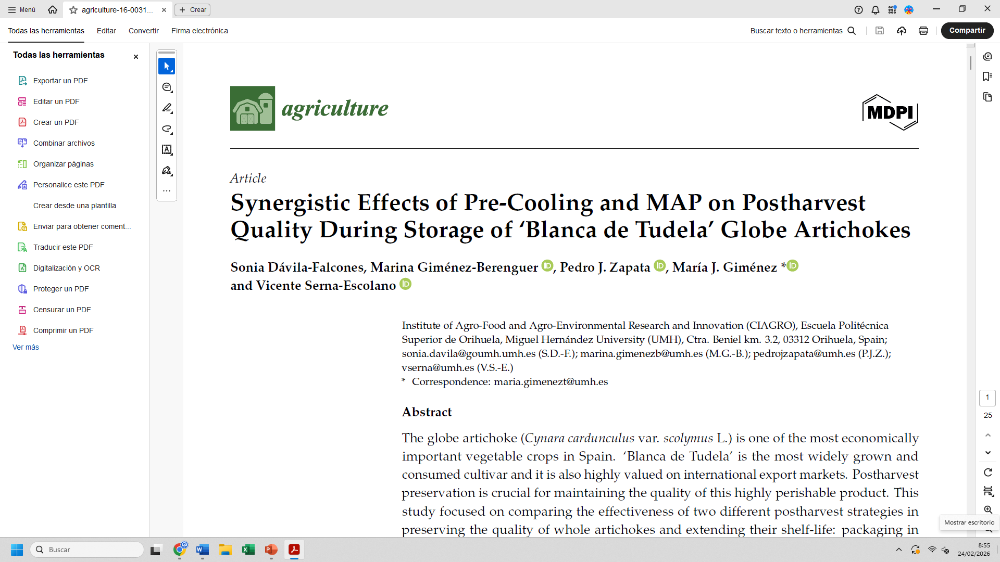 Menú
agriculture-16-0031...
Crear
Todas las herramientas
Editar
Convertir
Firma electrónica
Buscar texto o herramientas
Compartir
Todas las herramientas
Exportar un PDF
Editar un PDF
Crear un PDF
Combinar archivos
Organizar páginas
Personalice este PDF
Crear desde una plantilla
Enviar para obtener coment...
Traducir este PDF
Digitalización y OCR
Proteger un PDF
Censurar un PDF
Comprimir un PDF
Ver más
agriculture
MDPI
Article
Synergistic Effects of Pre-Cooling and MAP on Postharvest
Quality During Storage of ‘Blanca de Tudela’ Globe Artichokes
Sonia Dávila-Falcones, Marina Giménez-Berenguer iD, Pedro J. Zapata iD, María J. Giménez *iD
and Vicente Serna-Escolano iD
Institute of Agro-Food and Agro-Environmental Research and Innovation (CIAGRO), Escuela Politécnica
Superior de Orihuela, Miguel Hernández University (UMH), Ctra. Beniel km. 3.2, 03312 Orihuela, Spain;
sonia.davila@goumh.umh.es (S.D.-F.); marina.gimenezb@umh.es (M.G.-B.); pedrojzapata@umh.es (P.J.Z.);
vserna@umh.es (V.S.-E.)
* Correspondence: maria.gimenezt@umh.es
Abstract
The globe artichoke (Cynara cardunculus var. scolymus L.) is one of the most economically
important vegetable crops in Spain. ‘Blanca de Tudela’ is the most widely grown and
consumed cultivar and it is also highly valued on international export markets. Postharvest
preservation is crucial for maintaining the quality of this highly perishable product. This
study focused on comparing the effectiveness of two different postharvest strategies in
preserving the quality of whole artichokes and extending their shelf-life: packaging in
1
25
Mostrar escritorio
Buscar
8:55
24/02/2026